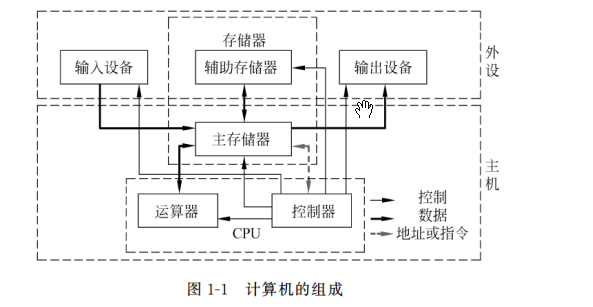 存储器
输入设备
辅助存储器
输出设备
外设
主存储器
主机
运算器
控制器
CPU
控制
数据
地址或指令
图 1-1 计算机的组成